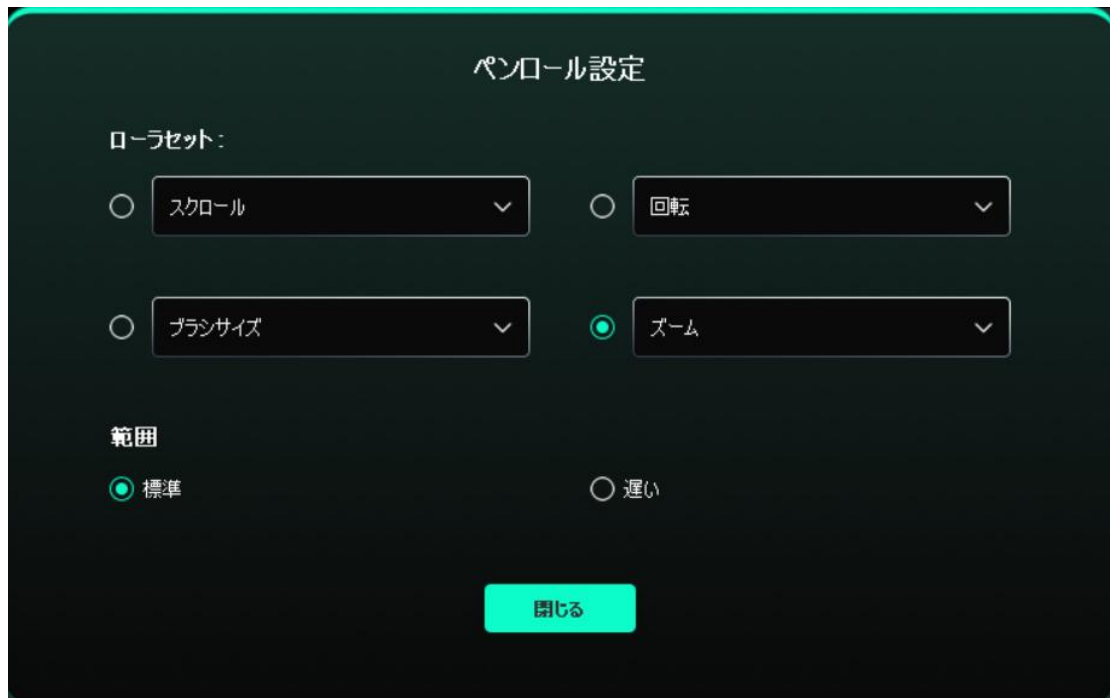 ペンロール設定
ローラセット:
スクロール
回転
ブラシサイズ
ズーム
範囲
標準
遅い
閉じる